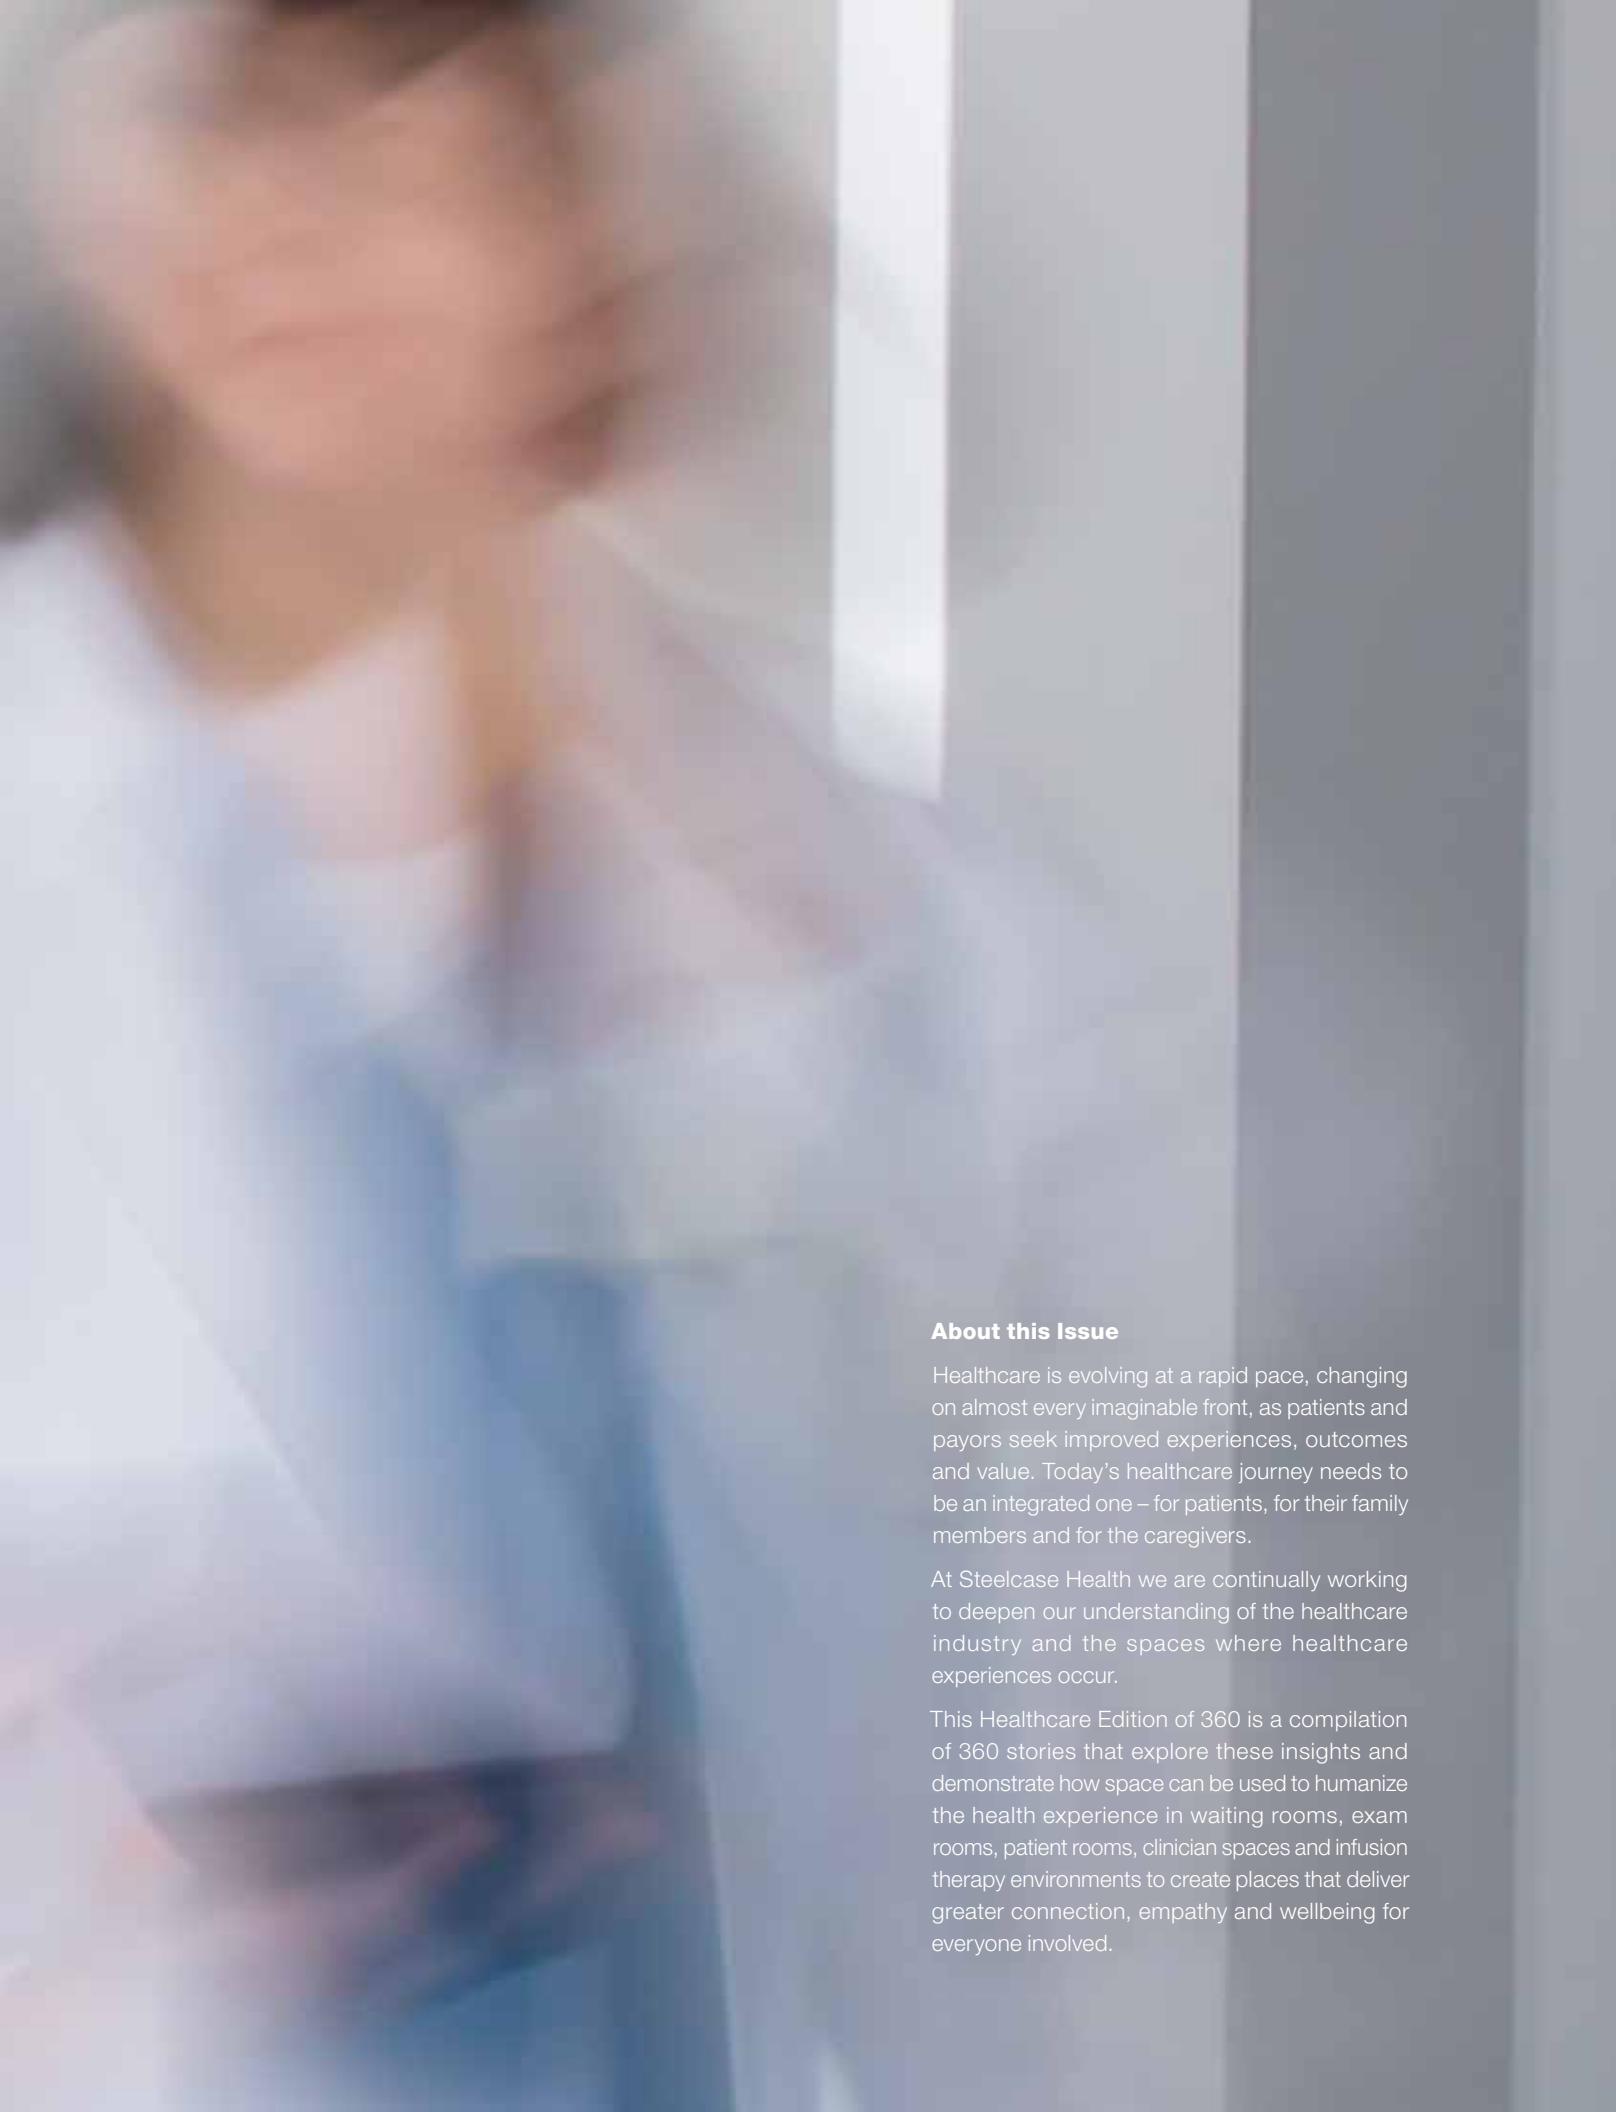 About this Issue
Healthcare is evolving at a rapid pace, changing
on almost every imaginable front, as patients and
payors seek improved experiences, outcomes
and value. Today’s healthcare journey needs to
be an integrated one – for patients, for their family
members and for the caregivers.
At Steelcase Health we are continually working
to deepen our understanding of the healthcare
industry and the spaces where healthcare
experiences occur.
This Healthcare Edition of 360 is a compilation
of 360 stories that explore these insights and
demonstrate how space can be used to humanize
the health experience in waiting rooms, exam
rooms, patient rooms, clinician spaces and infusion
therapy environments to create places that deliver
greater connection, empathy and wellbeing for
everyone involved.